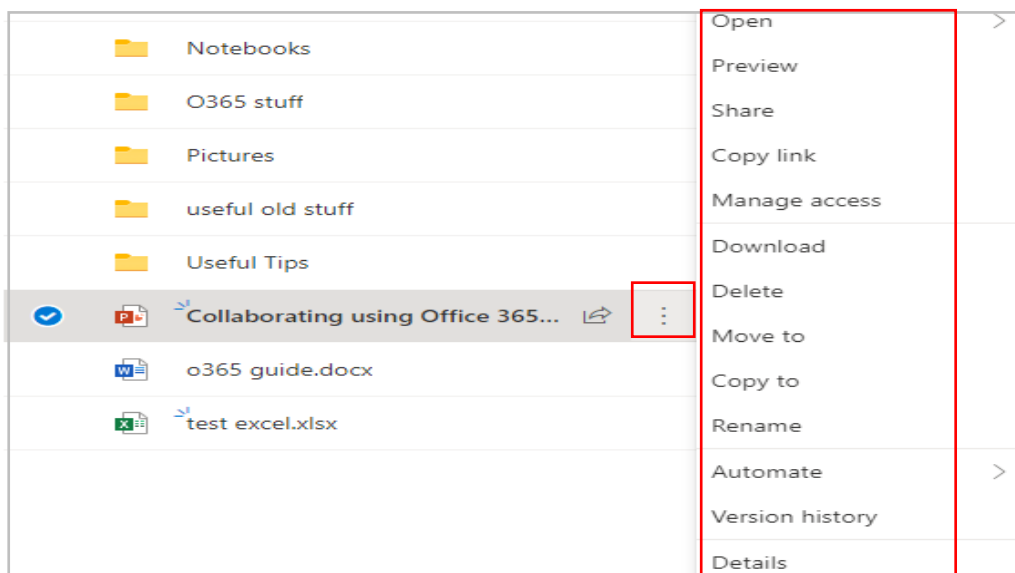 Notebooks
O365 stuff
Pictures
useful old stuff
Useful Tips
Collaborating using Office 365...
o365 guide.docx
test excel.xlsx
Open
Preview
Share
Copy link
Manage access
Download
Delete
Move to
Copy to
Rename
Automate
Version history
Details